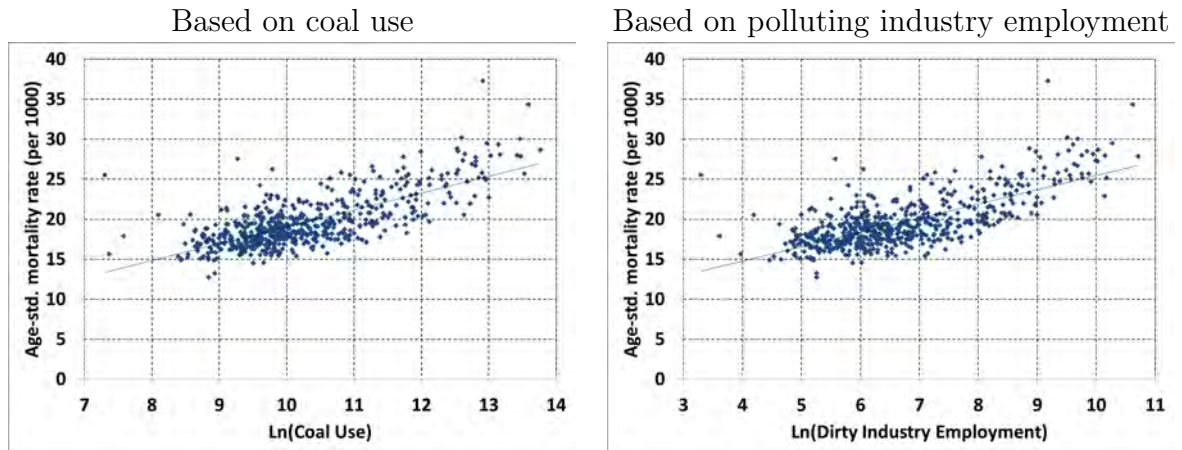 Based on coal use
Age-std. mortality rate (per 1000)
40
35
30
25
20
15
10
5
0
7 8 9 10 11 12 13 14
Ln(Coal Use)
Based on polluting industry employment
Age-std. mortality rate (per 1000)
40
35
30
25
20
15
10
5
0
3 4 5 6 7 8 9 10 11
Ln(Dirty Industry Employment)